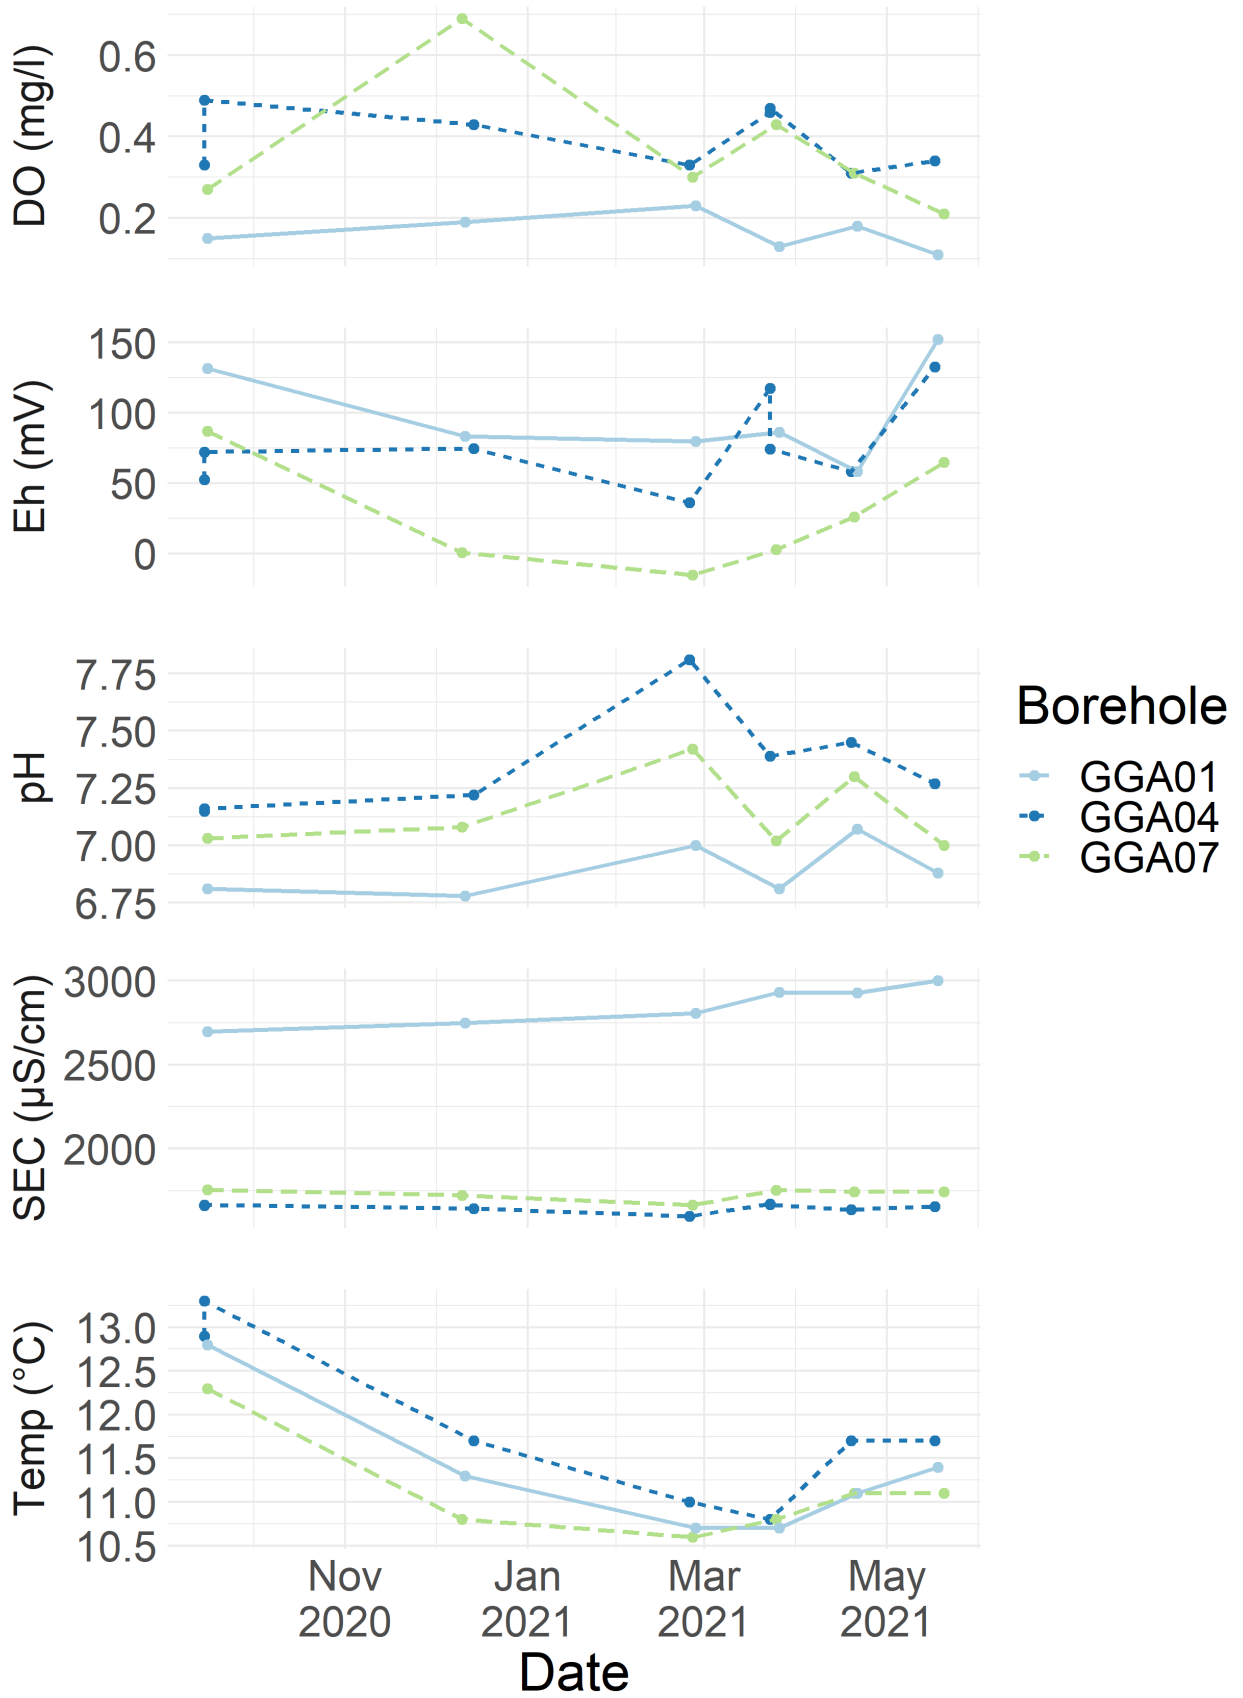 DO (mg/l)
0.6
0.4
0.2
Eh (mV)
150
100
50
0
pH
7.75
7.50
7.25
7.00
6.75
Borehole
GGA01
GGA04
GGA07
SEC (µS/cm)
3000
2500
2000
Temp (°C)
13.0
12.5
12.0
11.5
11.0
10.5
Nov Jan Mar May
2020 2021 2021 2021
Date